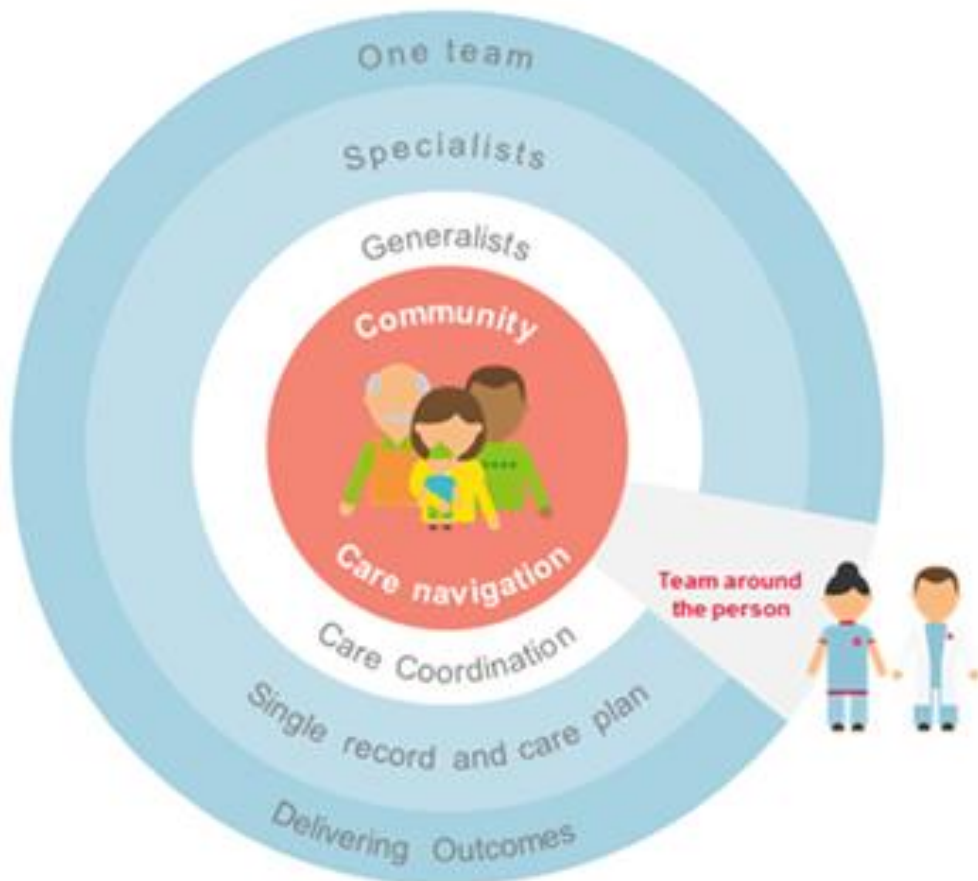 One team
Specialists
Generalists
Community
Care navigation
Team around
the person
Care Coordination
Single record and care plan
Delivering Outcomes